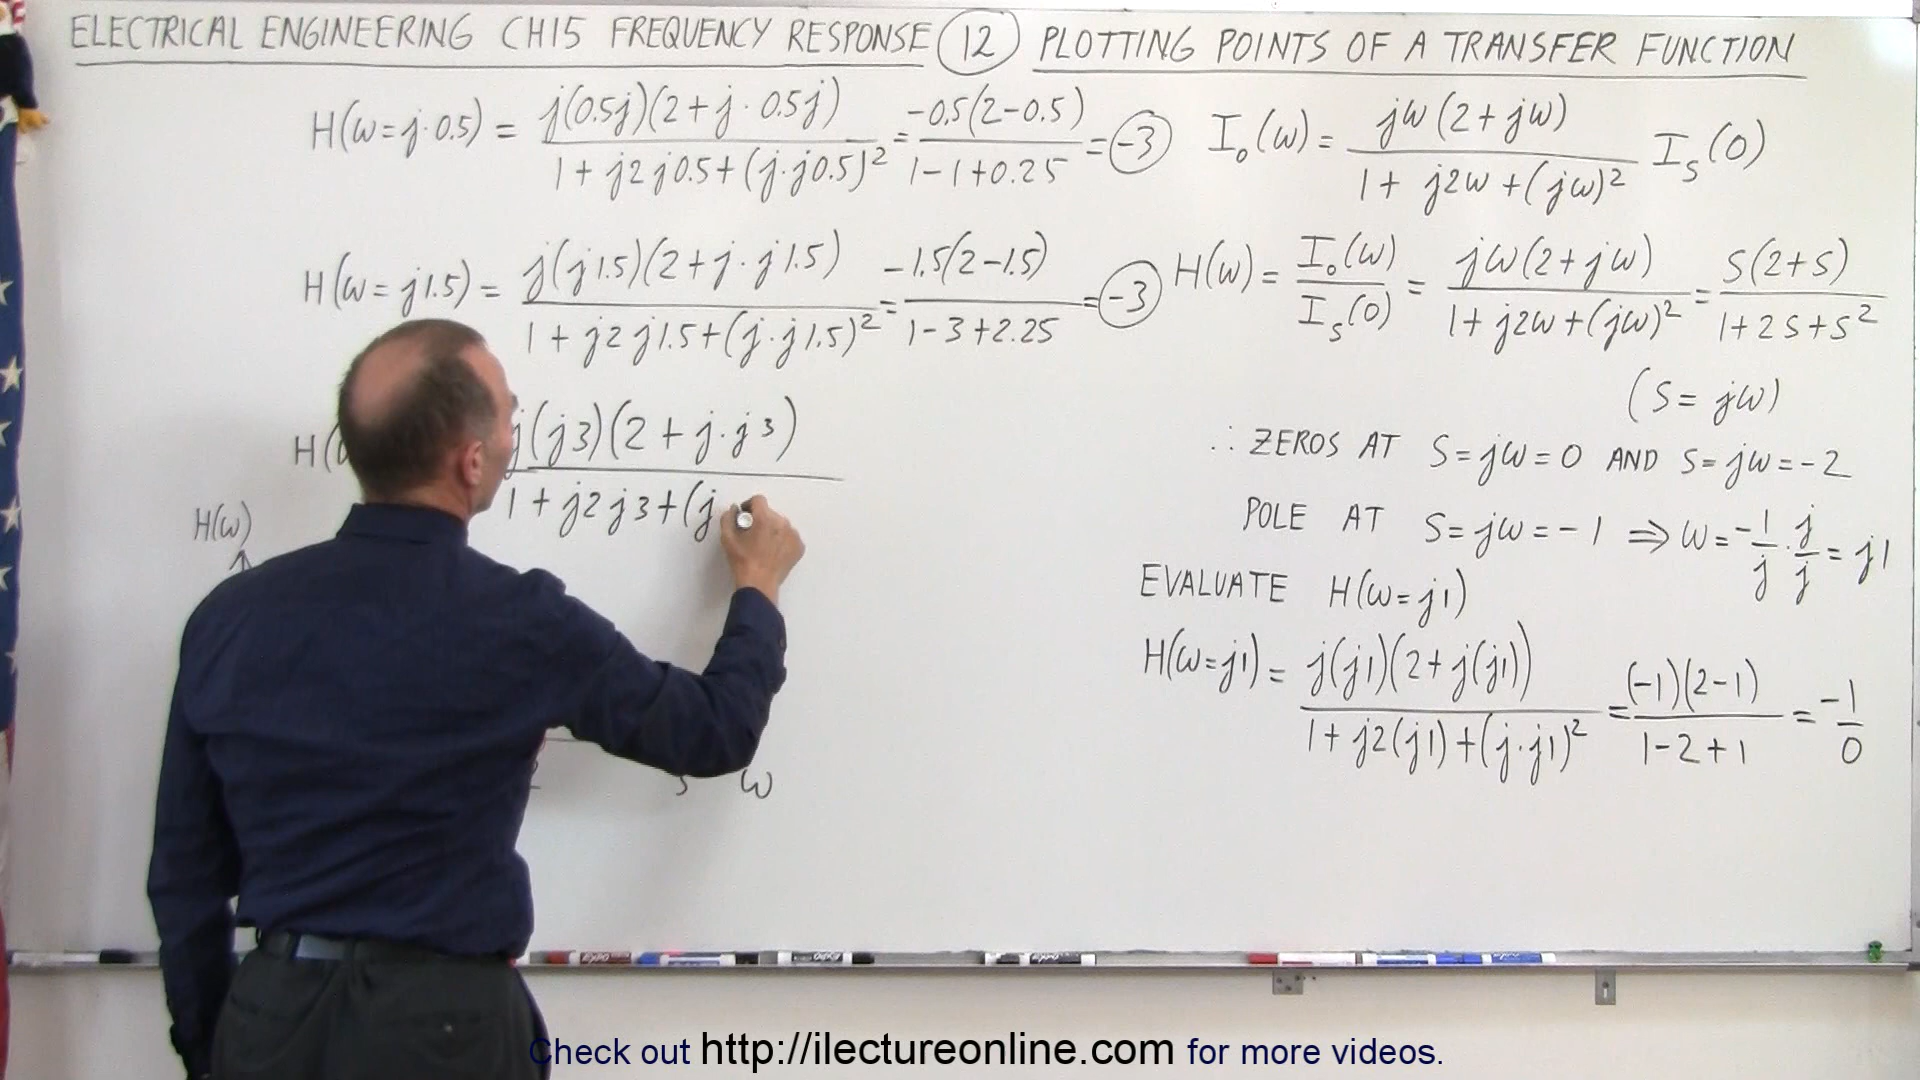 ELECTRICAL ENGINEERING CH15 FREQUENCY RESPONSE 12 PLOTTING POINTS OF A TRANSFER FUNCTION
H(ω=j·0.5) = j(0.5j)(2+j·0.5j) / 1+j2j0.5+(j·j0.5)² = -0.5(2-0.5) / 1-1+0.25 = -3
H(ω=j1.5) = j(j1.5)(2+j·j1.5) / 1+j2j1.5+(j·j1.5)² = -1.5(2-1.5) / 1-3+2.25 = -3
H( j(j3)(2+j·j3) / 1+j2j3+(j
H(ω)
ω
I₀(ω) = jω(2+jω) / 1+j2ω+(jω)² Iₛ(0)
H(ω) = I₀(ω) / Iₛ(0) = jω(2+jω) / 1+j2ω+(jω)² = S(2+S) / 1+2S+S²
(S=jω)
∴ ZEROS AT S=jω=0 AND S=jω=-2
POLE AT S=jω=-1 ⇒ ω=-1/j·j/j=j1
EVALUATE H(ω=j1)
H(ω=j1) = j(j1)(2+j(j1)) / 1+j2(j1)+(j·j1)² = (-1)(2-1) / 1-2+1 = -1/0
EXPO
Check out http://ilectureonline.com for more videos.